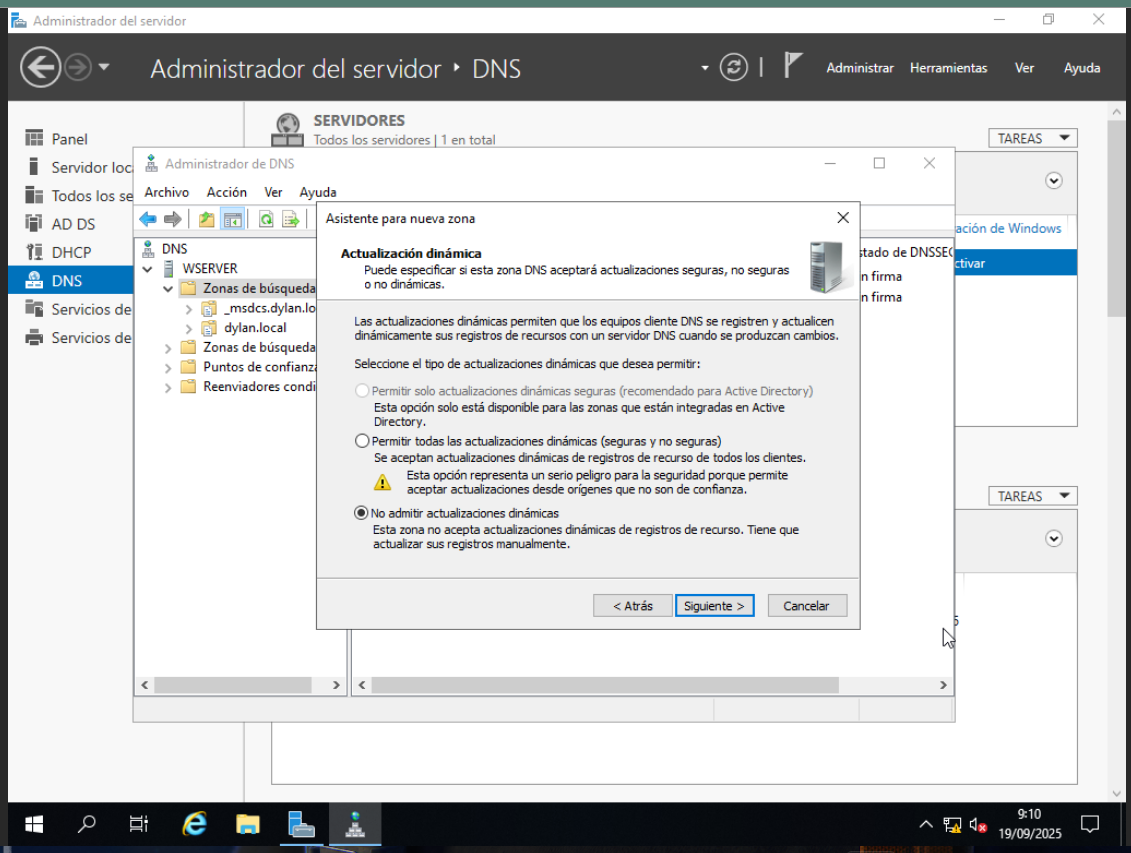 Administrador del servidor
Administrador del servidor • DNS
Administrar Herramientas Ver Ayuda
Panel
Servidor loc
Todos los se
AD DS
DHCP
DNS
Servicios de
Servicios de
SERVIDORES
Todos los servidores | 1 en total
TAREAS
ación de Windows
ctivar
TAREAS
Administrador de DNS
Archivo Acción Ver Ayuda
DNS
WSERVER
Zonas de búsqueda
_msdcs.dylan.lo
dylan.local
Zonas de búsqueda
Puntos de confianza
Reenviadores condi
stado de DNSSEC
n firma
n firma
Asistente para nueva zona
Actualización dinámica
Puede especificar si esta zona DNS aceptará actualizaciones seguras, no seguras
o no dinámicas.
Las actualizaciones dinámicas permiten que los equipos cliente DNS se registren y actualicen
dinámicamente sus registros de recursos con un servidor DNS cuando se produzcan cambios.
Seleccione el tipo de actualizaciones dinámicas que desea permitir:
Permitir solo actualizaciones dinámicas seguras (recomendado para Active Directory)
Esta opción solo está disponible para las zonas que están integradas en Active
Directory.
Permitir todas las actualizaciones dinámicas (seguras y no seguras)
Se aceptan actualizaciones dinámicas de registros de recurso de todos los clientes.
Esta opción representa un serio peligro para la seguridad porque permite
aceptar actualizaciones desde orígenes que no son de confianza.
No admitir actualizaciones dinámicas
Esta zona no acepta actualizaciones dinámicas de registros de recurso. Tiene que
actualizar sus registros manualmente.
< Atrás Siguiente > Cancelar
9:10
19/09/2025